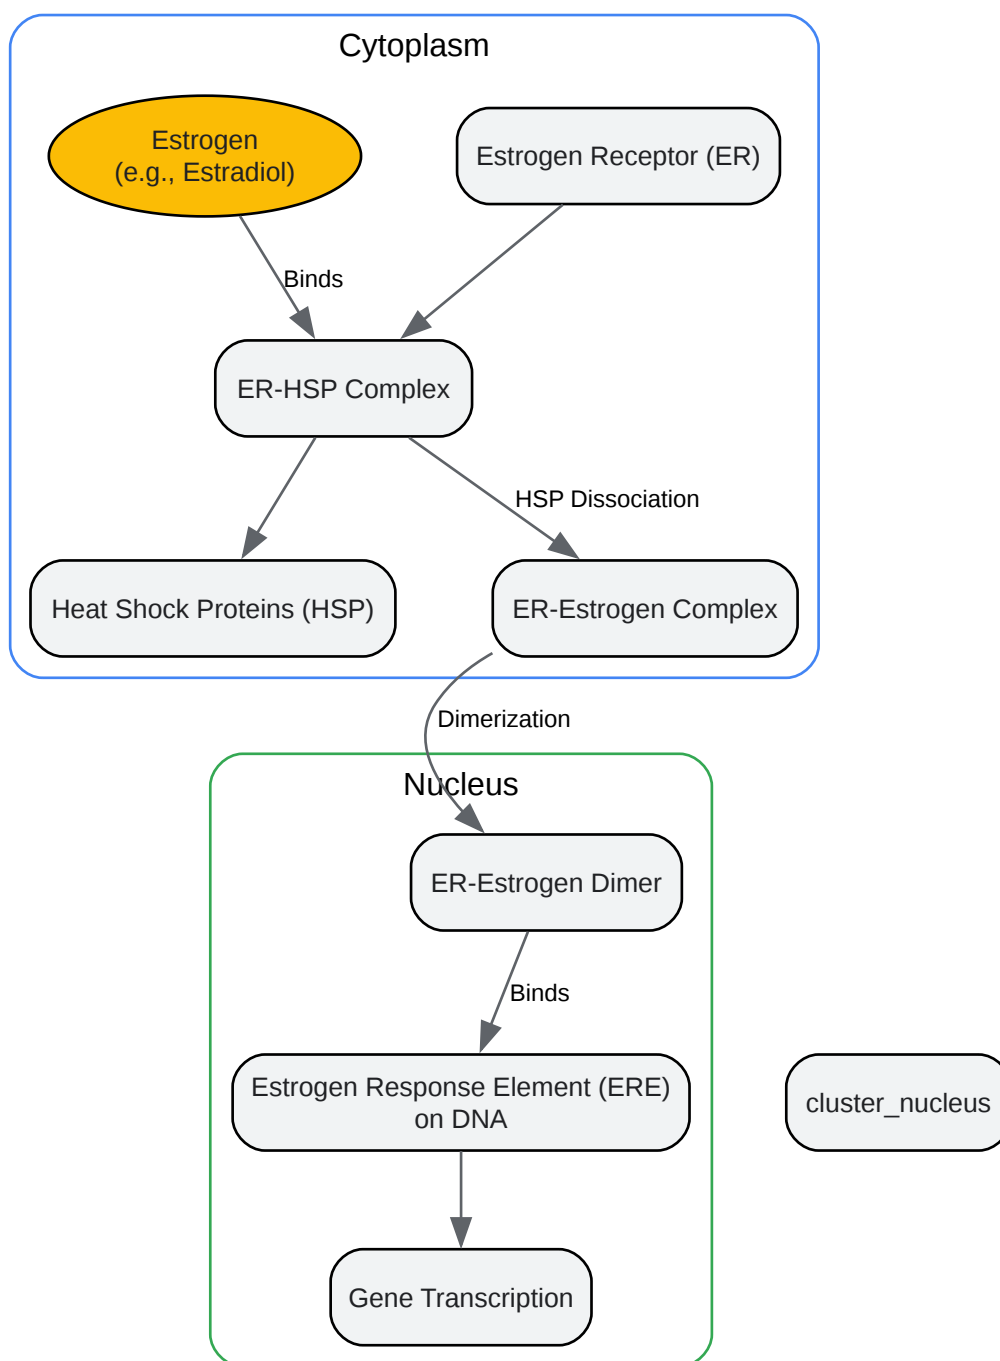 Cytoplasm
Estrogen
(e.g., Estradiol)
Estrogen Receptor (ER)
Binds
ER-HSP Complex
HSP Dissociation
Heat Shock Proteins (HSP)
ER-Estrogen Complex
Dimerization
Nucleus
ER-Estrogen Dimer
Binds
Estrogen Response Element (ERE)
on DNA
cluster_nucleus
Gene Transcription